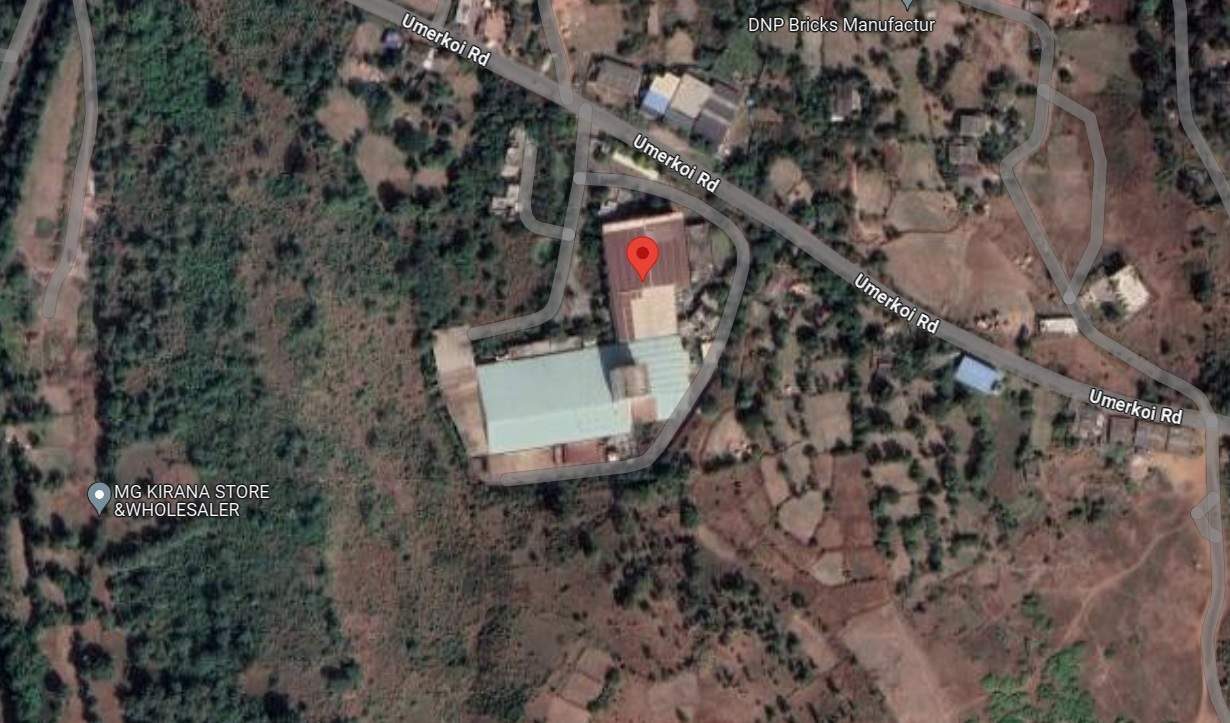 Umerkoi Rd
DNP Bricks Manufactur
Umerkoi Rd
Umerkoi Rd
Umerkoi Rd
MG KIRANA STORE
&WHOLESALER